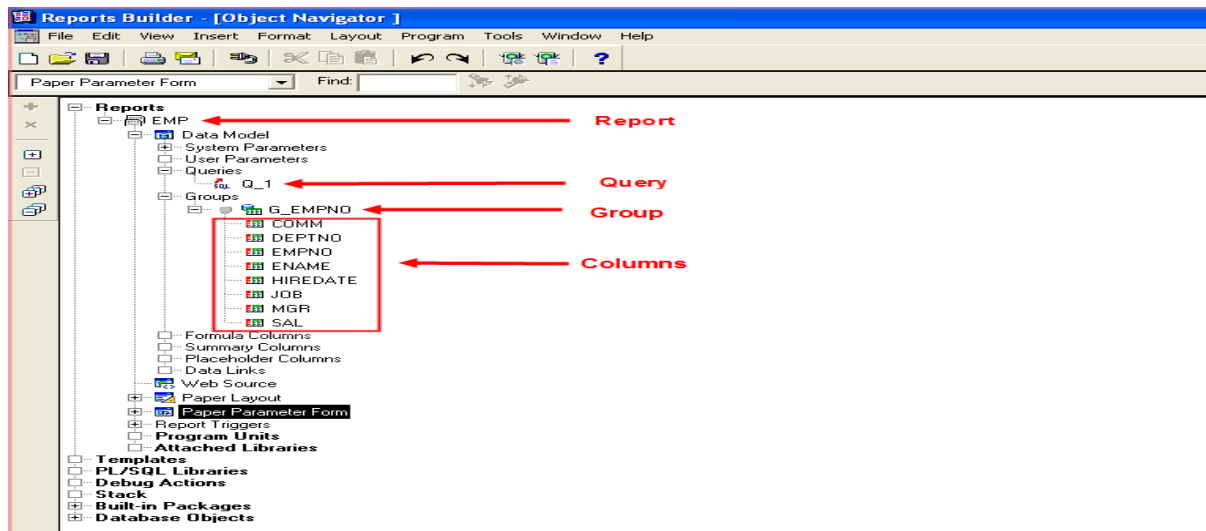 Reports Builder - [Object Navigator ]
File Edit View Insert Format Layout Program Tools Window Help
Paper Parameter Form Find:
Reports
EMP Report
Data Model
System Parameters
User Parameters
Queries
SQL Q_1 Query
Groups
G_EMPNO Group
COMM
DEPTNO
EMPNO
ENAME Columns
HIREDATE
JOB
MGR
SAL
Formula Columns
Summary Columns
Placeholder Columns
Data Links
Web Source
Paper Layout
Paper Parameter Form
Report Triggers
Program Units
Attached Libraries
Templates
PL/SQL Libraries
Debug Actions
Stack
Built-in Packages
Database Objects